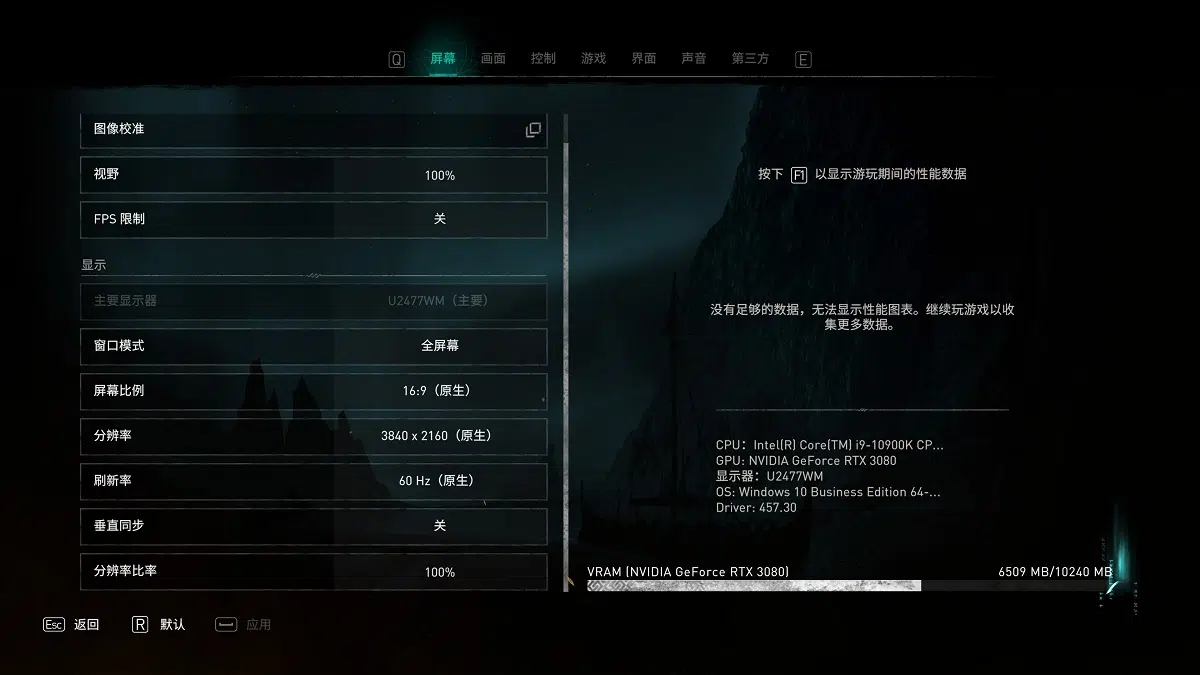 Q 屏幕 画面 控制 游戏 界面 声音 第三方 E
图像校准
视野 100%
FPS 限制 关
显示
主要显示器 U2477WM（主要）
窗口模式 全屏幕
屏幕比例 16:9（原生）
分辨率 3840 x 2160（原生）
刷新率 60 Hz（原生）
垂直同步 关
分辨率比率 100%
按下 F1 以显示游玩期间的性能数据
没有足够的数据，无法显示性能图表。继续玩游戏以收
集更多数据。
CPU：Intel(R) Core(TM) i9-10900K CP...
GPU: NVIDIA GeForce RTX 3080
显示器：U2477WM
OS: Windows 10 Business Edition 64-...
Driver: 457.30
VRAM (NVIDIA GeForce RTX 3080) 6509 MB/10240 MB
Esc 返回 R 默认 应用